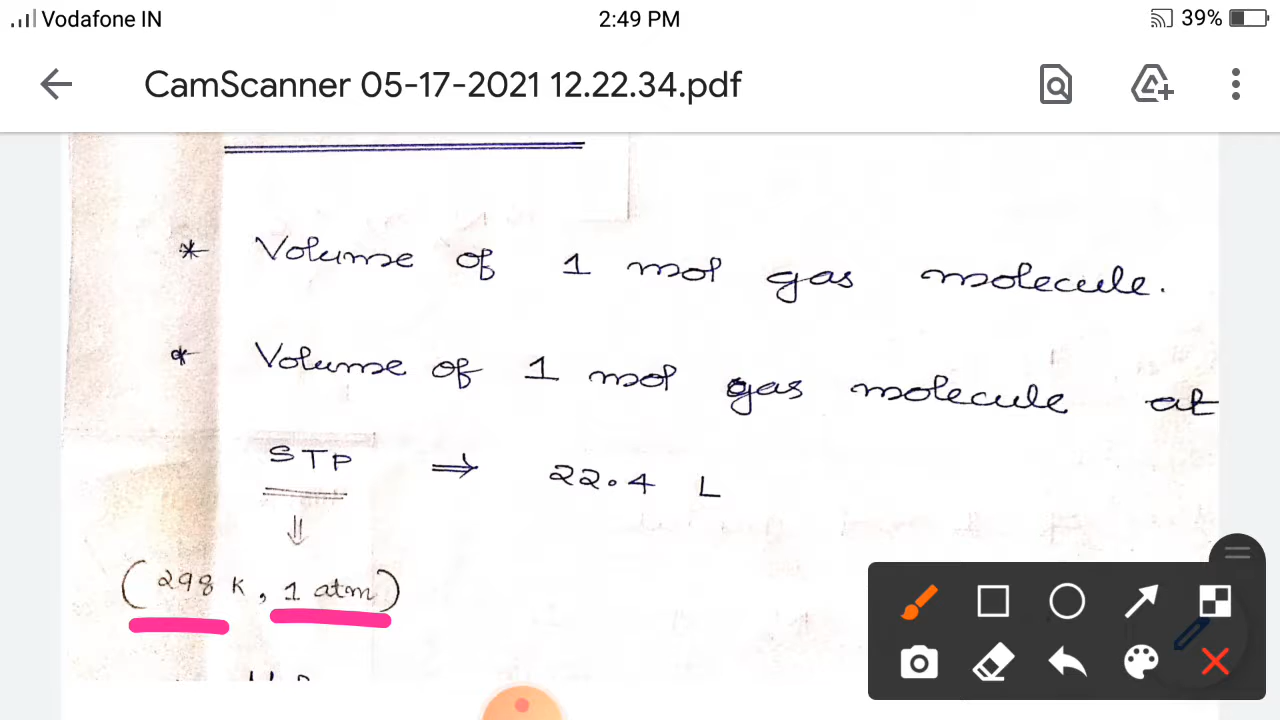 Vodafone IN 2:49 PM 39%
CamScanner 05-17-2021 12.22.34.pdf
* Volume of 1 mol gas molecule.
* Volume of 1 mol gas molecule at
STP ⇒ 22.4 L
⇓
(298 K, 1 atm)